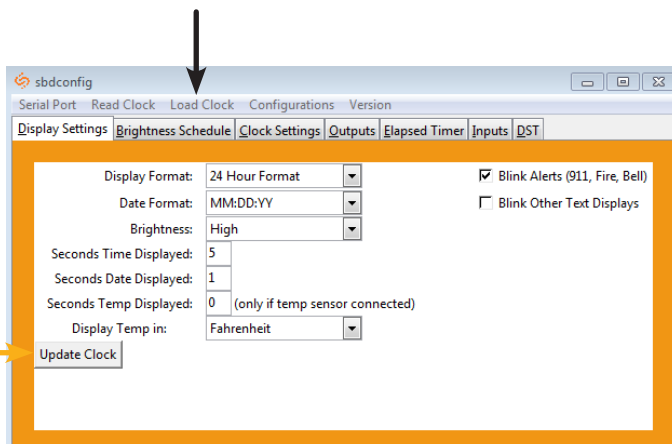 sbdconfig
Serial Port Read Clock Load Clock Configurations Version
Display Settings Brightness Schedule Clock Settings Outputs Elapsed Timer Inputs DST
Display Format: 24 Hour Format Blink Alerts (911, Fire, Bell)
Date Format: MM:DD:YY Blink Other Text Displays
Brightness: High
Seconds Time Displayed: 5
Seconds Date Displayed: 1
Seconds Temp Displayed: 0 (only if temp sensor connected)
Display Temp in: Fahrenheit
Update Clock